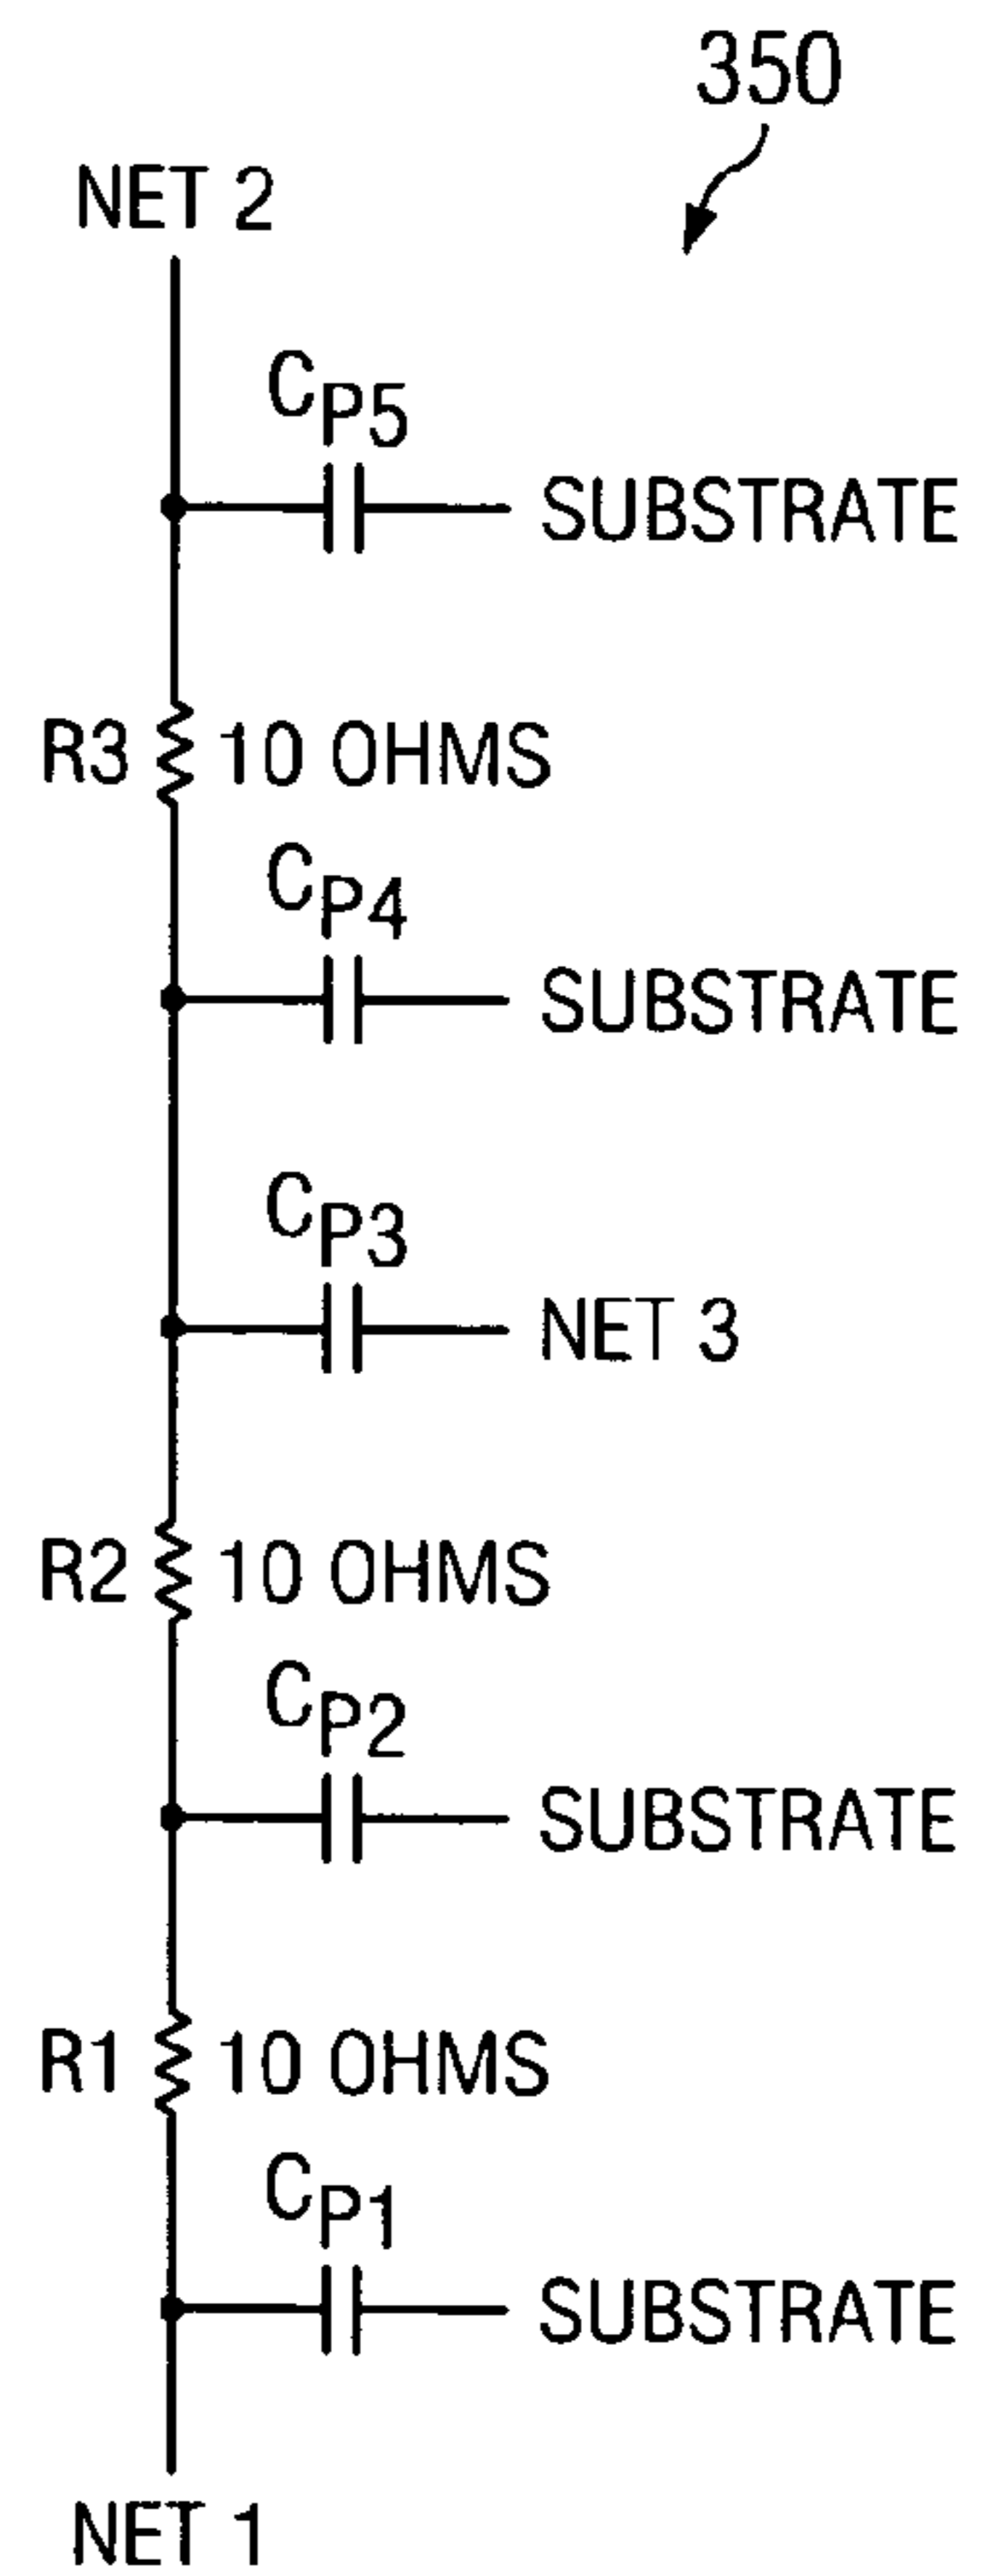 350
NET 2
CP5
SUBSTRATE
R3 10 OHMS
CP4
SUBSTRATE
CP3
NET 3
R2 10 OHMS
CP2
SUBSTRATE
R1 10 OHMS
CP1
SUBSTRATE
NET 1